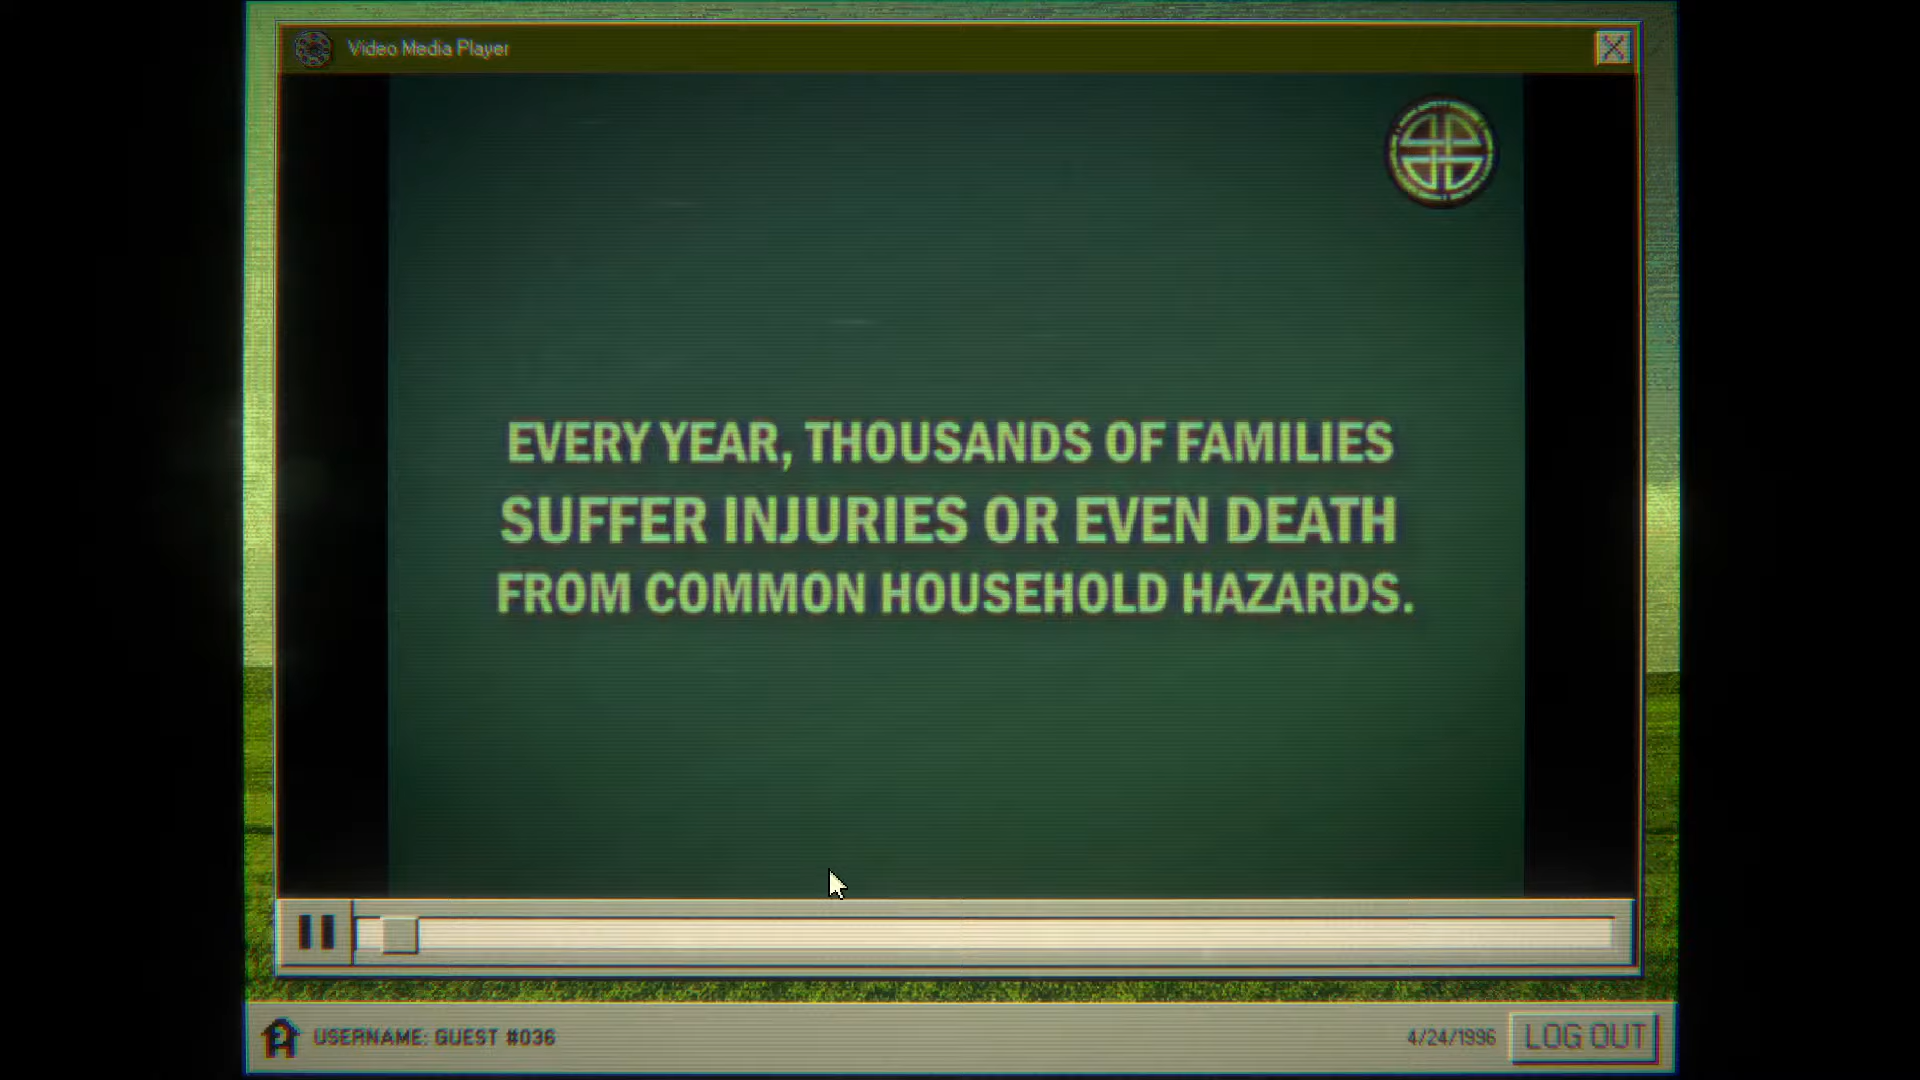 Video Media Player
EVERY YEAR, THOUSANDS OF FAMILIES
SUFFER INJURIES OR EVEN DEATH
FROM COMMON HOUSEHOLD HAZARDS.
USERNAME: GUEST #036
4/24/1996
LOG OUT